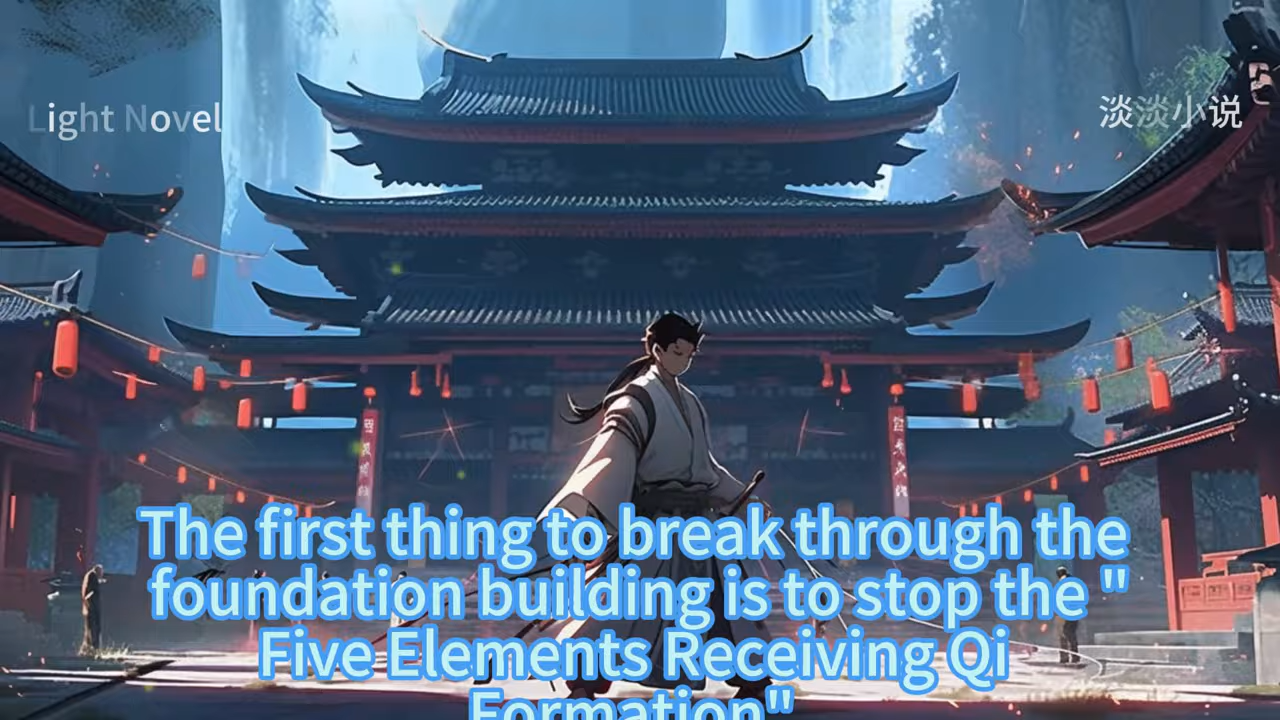 Light Novel
淡淡小说
The first thing to break through the
foundation building is to stop the "
Five Elements Receiving Qi
Formation"